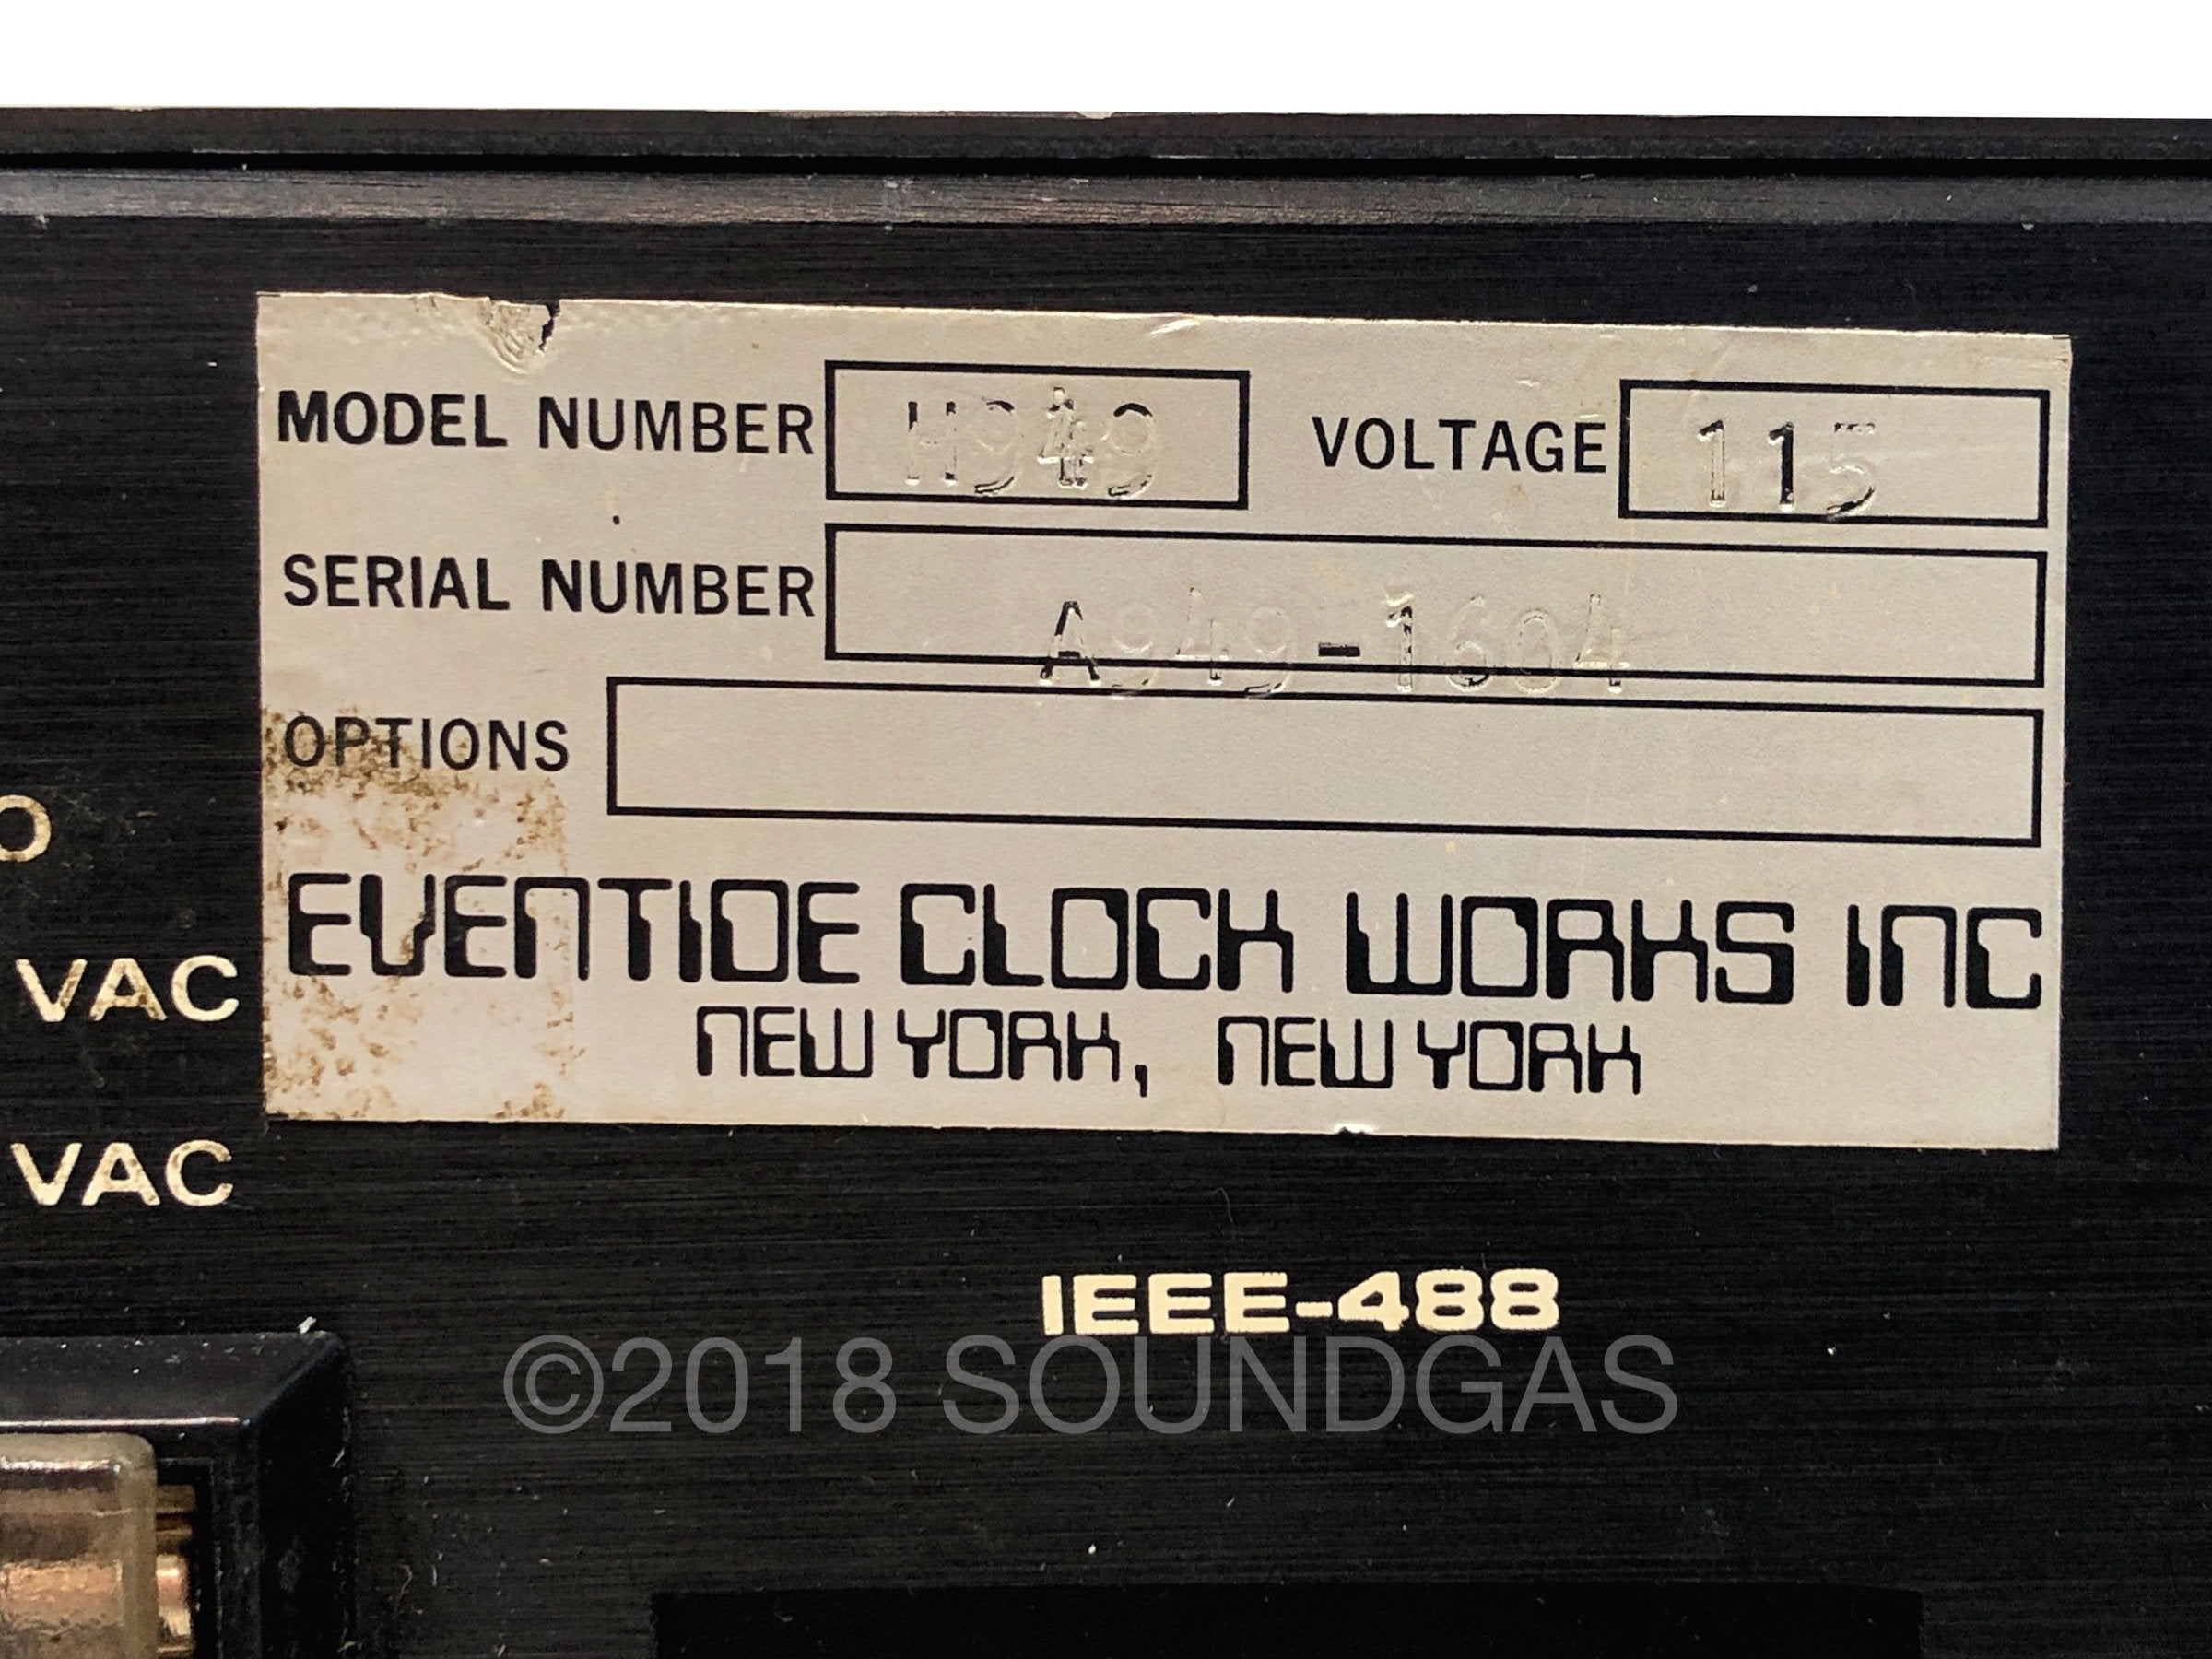 MODEL NUMBER H949 VOLTAGE 115
SERIAL NUMBER A949-1604
OPTIONS
EVENTIDE CLOCK WORKS INC
NEW YORK, NEW YORK
VAC
VAC
IEEE-488
©2018 SOUNDGAS